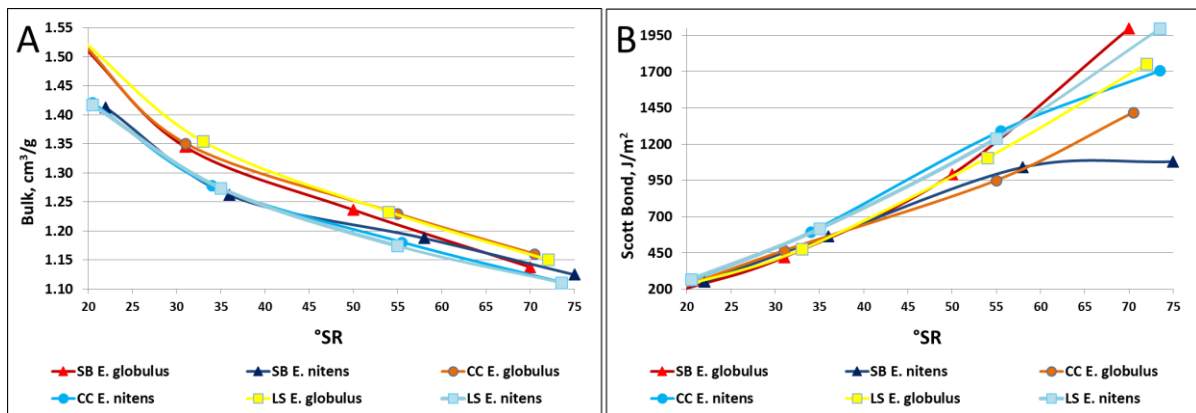 A
Bulk, cm³/g
1.55
1.50
1.45
1.40
1.35
1.30
1.25
1.20
1.15
1.10
20 25 30 35 40 45 50 55 60 65 70 75
°SR
SB E. globulus SB E. nitens CC E. globulus
CC E. nitens LS E. globulus LS E. nitens
B
Scott Bond, J/m²
1950
1700
1450
1200
950
700
450
200
20 25 30 35 40 45 50 55 60 65 70 75
°SR
SB E. globulus SB E. nitens CC E. globulus
CC E. nitens LS E. globulus LS E. nitens